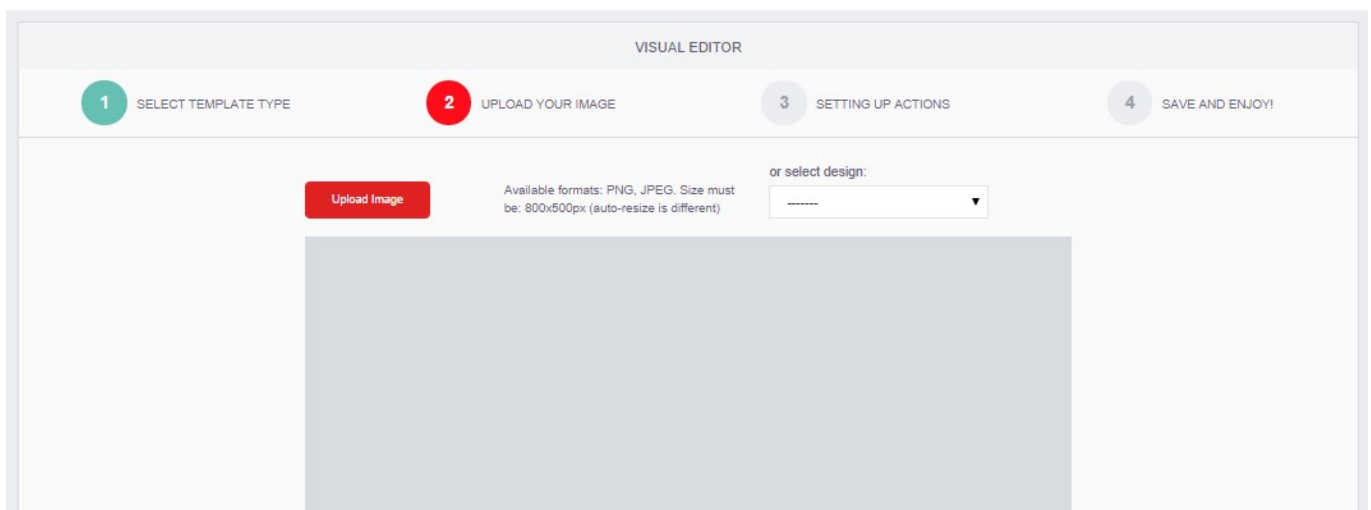 VISUAL EDITOR
1 SELECT TEMPLATE TYPE
2 UPLOAD YOUR IMAGE
3 SETTING UP ACTIONS
4 SAVE AND ENJOY!
Upload Image
Available formats: PNG, JPEG. Size must
be: 800x500px (auto-resize is different)
or select design:
-------